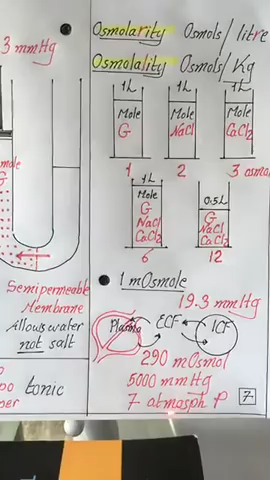 Osmolarity Osmols/litre
3 mmHg
Osmolality Osmols/Kg
1L 1L 1L
Mole Mole Mole
G NaCl CaCl2
1 2 3 osmo
mole
G
1L 0.5L
Mole
G G
NaCl NaCl
CaCl2 CaCl2
6 12
Semipermeable
Membrane
Allows water
not salt
tonic
1 mOsmole
19.3 mmHg
Plasma ECF ICF
290 mOsmol
5000 mmHg
7 atmosph P
7